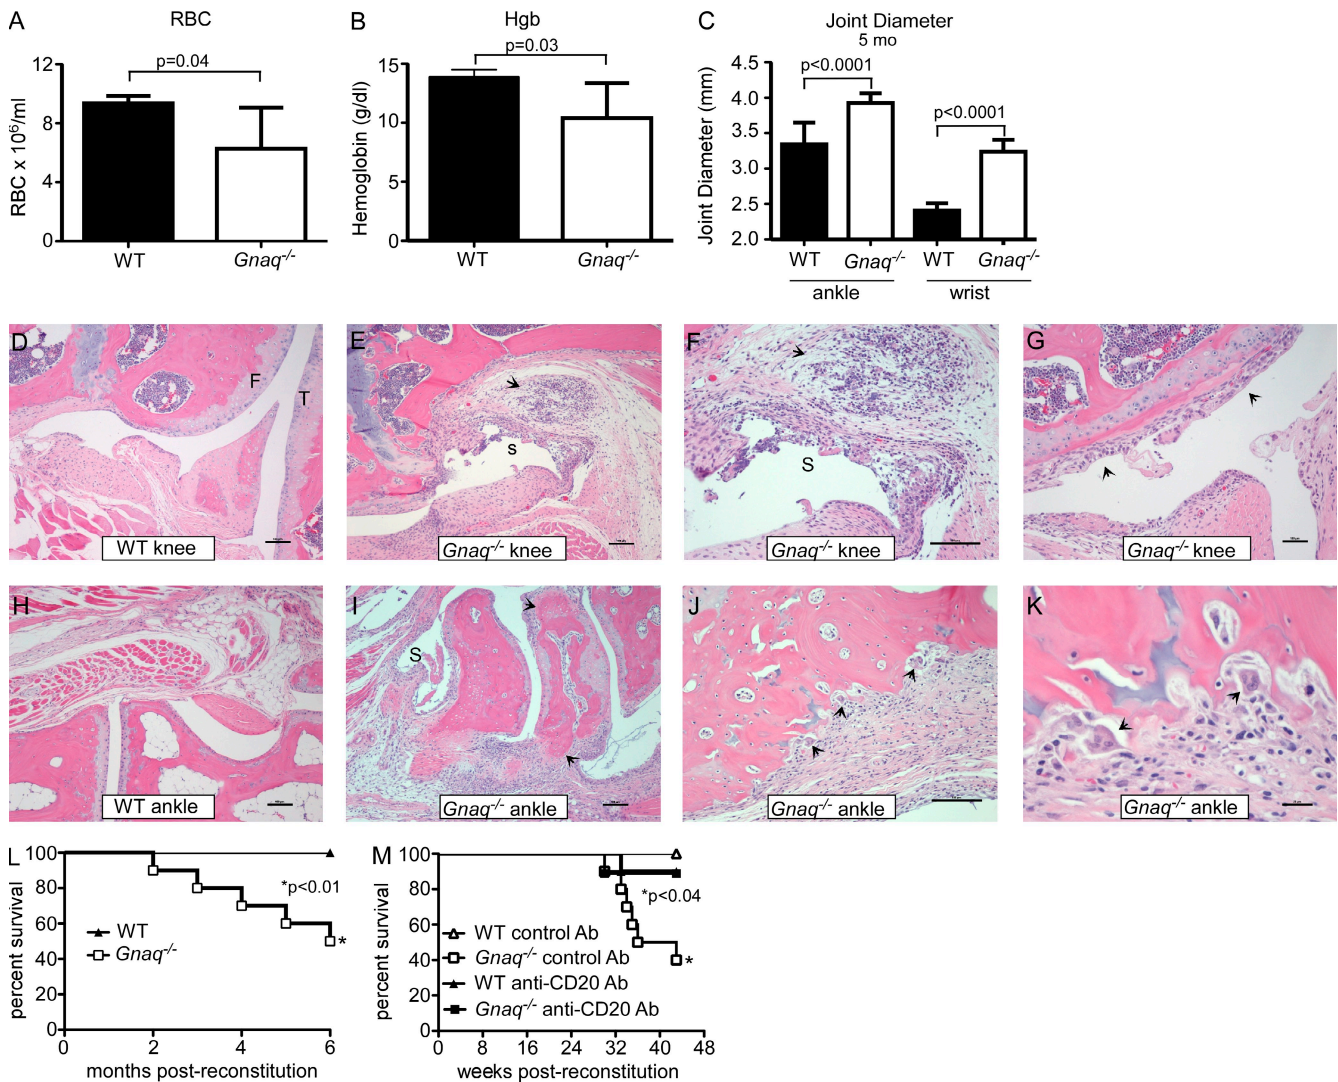 A
RBC
p=0.04
12
8
4
0
RBC x 10⁶/ml
WT
Gnaq⁻/⁻
B
Hgb
p=0.03
15
10
5
0
Hemoglobin (g/dl)
WT
Gnaq⁻/⁻
C
Joint Diameter
5 mo
p<0.0001
p<0.0001
4.5
4.0
3.5
3.0
2.5
2.0
Joint Diameter (mm)
WT Gnaq⁻/⁻ WT Gnaq⁻/⁻
ankle wrist
D
F
T
WT knee
E
s
Gnaq⁻/⁻ knee
F
S
Gnaq⁻/⁻ knee
G
Gnaq⁻/⁻ knee
H
WT ankle
I
S
Gnaq⁻/⁻ ankle
J
Gnaq⁻/⁻ ankle
K
Gnaq⁻/⁻ ankle
L
100
80
60
40
20
0
percent survival
*p<0.01
WT
Gnaq⁻/⁻
*
0 2 4 6
months post-reconstitution
M
100
80
60
40
20
0
percent survival
*p<0.04
WT control Ab
Gnaq⁻/⁻ control Ab
*
WT anti-CD20 Ab
Gnaq⁻/⁻ anti-CD20 Ab
0 8 16 24 32 40 48
weeks post-reconstitution